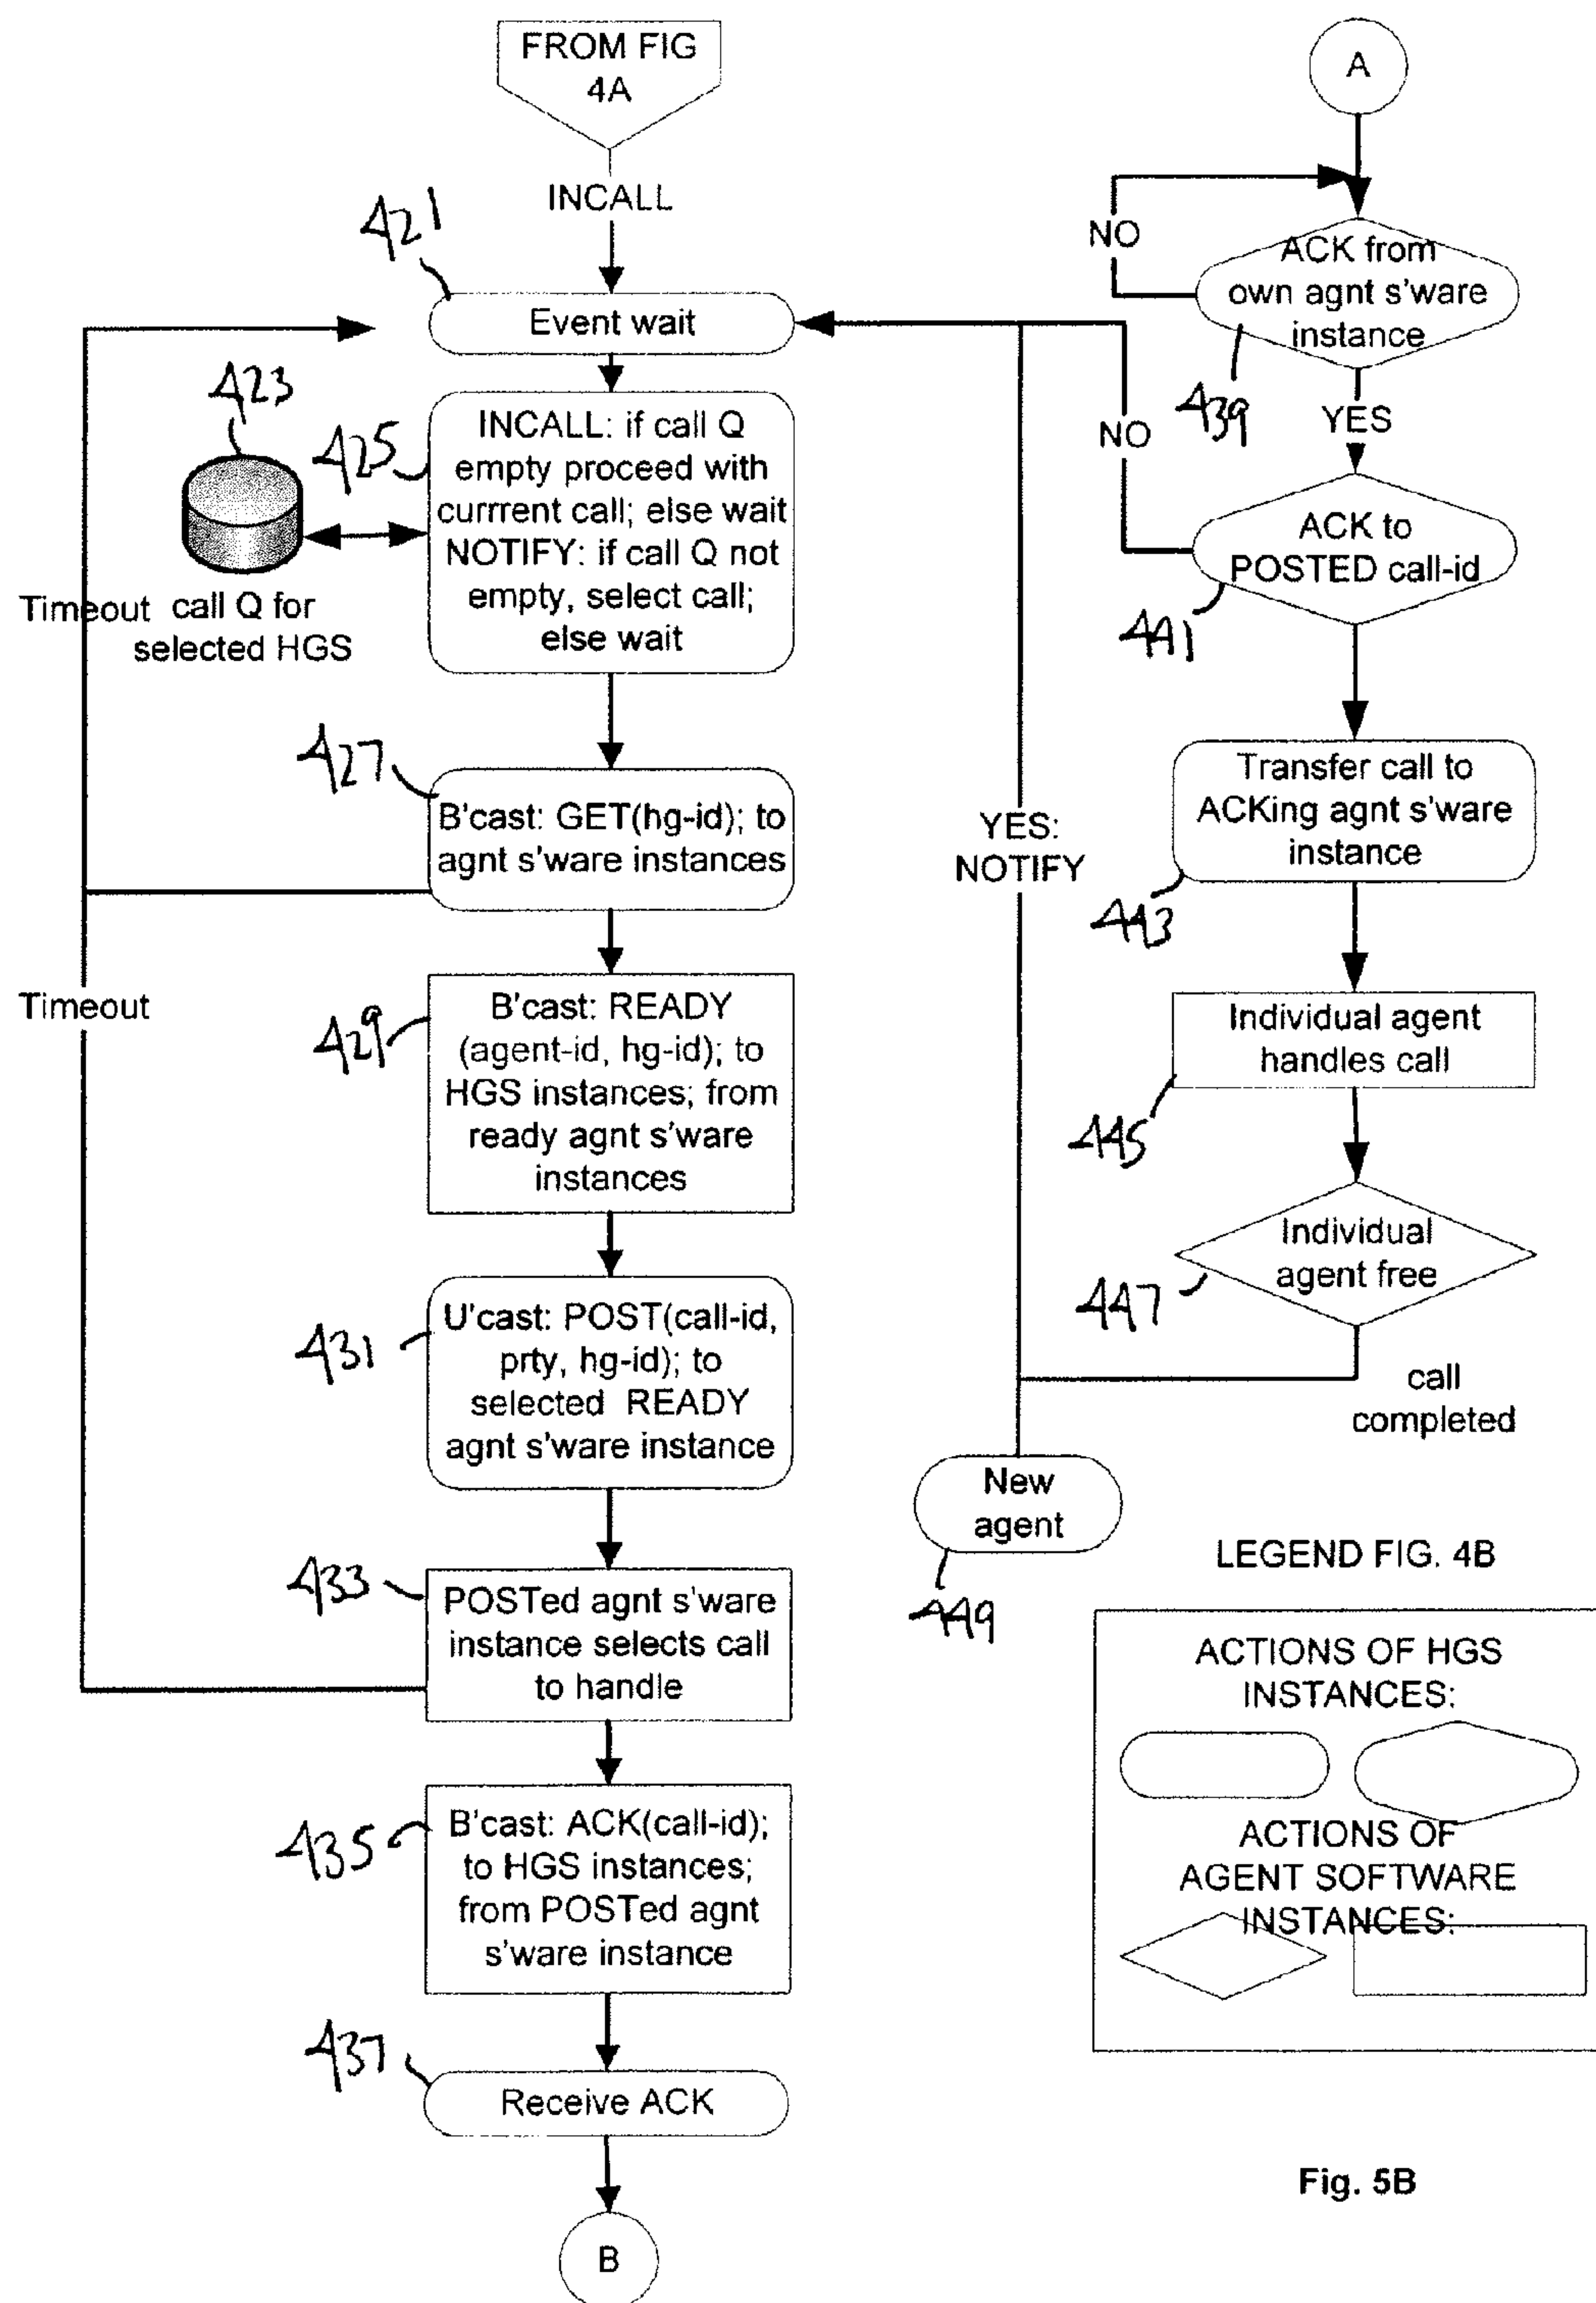 FROM FIG
4A
INCALL
421
Event wait
423
425
INCALL: if call Q
empty proceed with
currrent call; else wait
NOTIFY: if call Q not
empty, select call;
else wait
Timeout
call Q for
selected HGS
427
B'cast: GET(hg-id); to
agnt s'ware instances
Timeout
429
B'cast: READY
(agent-id, hg-id); to
HGS instances; from
ready agnt s'ware
instances
431
U'cast: POST(call-id,
prty, hg-id); to
selected READY
agnt s'ware instance
433
POSTed agnt s'ware
instance selects call
to handle
435
B'cast: ACK(call-id);
to HGS instances;
from POSTed agnt
s'ware instance
437
Receive ACK
B
A
NO
ACK from
own agnt s'ware
instance
439
YES
NO
ACK to
POSTED call-id
441
Transfer call to
ACKing agnt s'ware
instance
443
YES:
NOTIFY
Individual agent
handles call
445
Individual
agent free
447
call
completed
New
agent
449
LEGEND FIG. 4B
ACTIONS OF HGS
INSTANCES:
ACTIONS OF
AGENT SOFTWARE
INSTANCES:
Fig. 5B